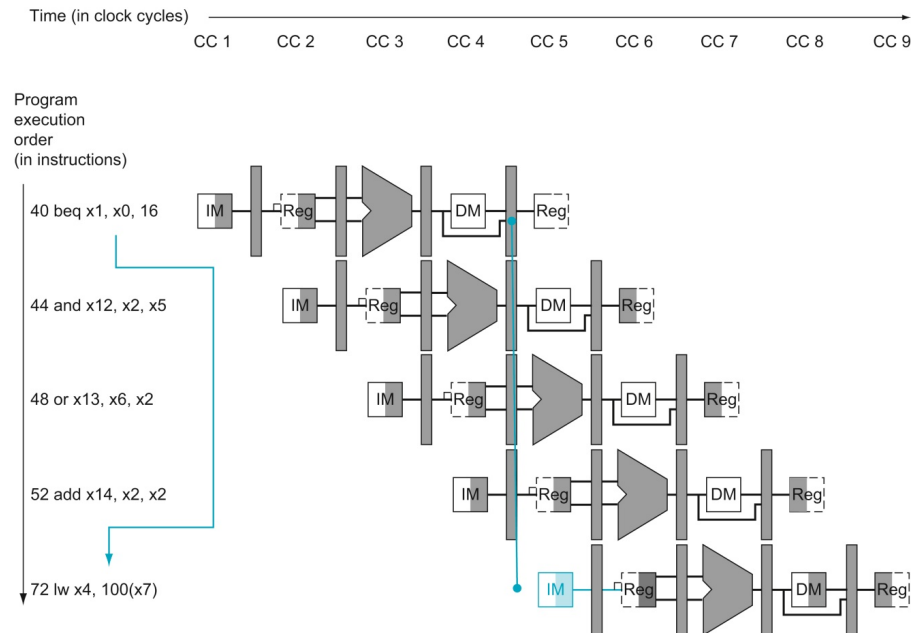 Time (in clock cycles)
CC 1 CC 2 CC 3 CC 4 CC 5 CC 6 CC 7 CC 8 CC 9
Program
execution
order
(in instructions)
40 beq x1, x0, 16 IM Reg DM Reg
44 and x12, x2, x5 IM Reg DM Reg
48 or x13, x6, x2 IM Reg DM Reg
52 add x14, x2, x2 IM Reg DM Reg
72 lw x4, 100(x7) IM Reg DM Reg